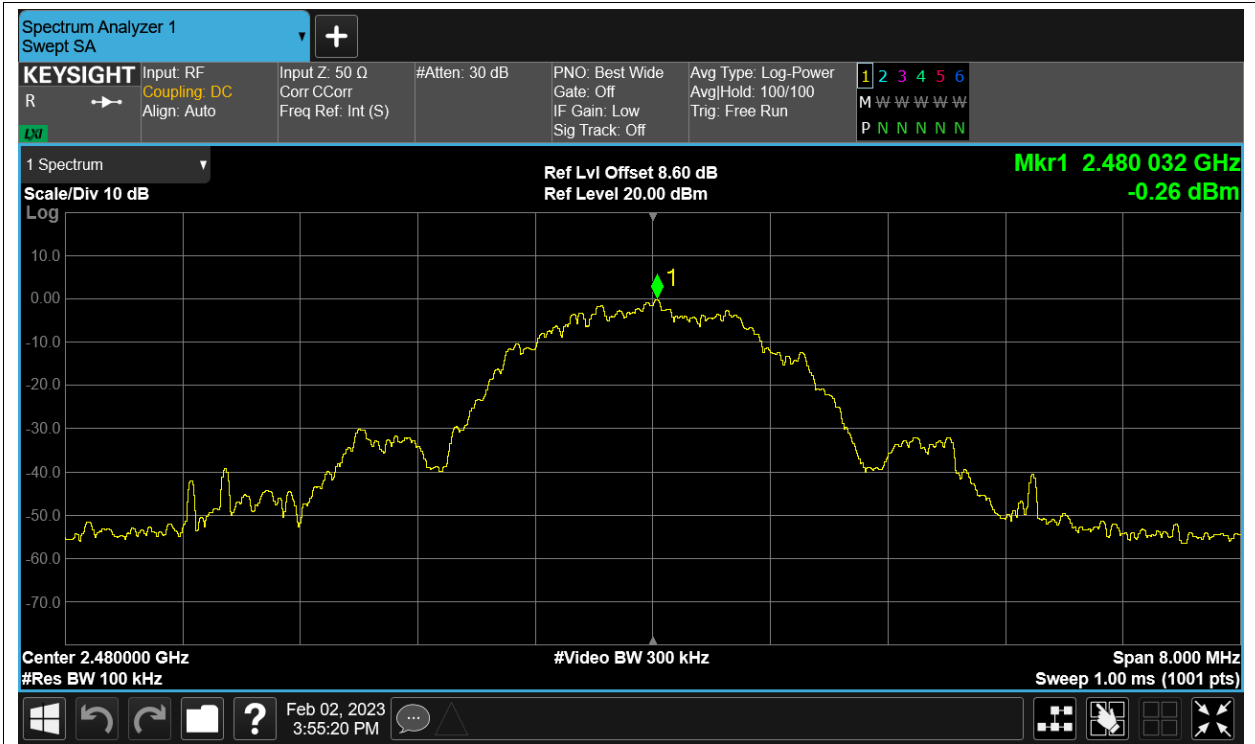 Spectrum Analyzer 1
Swept SA
KEYSIGHT
R
LXI
Input: RF
Coupling: DC
Align: Auto
Input Z: 50 Ω
Corr CCorr
Freq Ref: Int (S)
#Atten: 30 dB
PNO: Best Wide
Gate: Off
IF Gain: Low
Sig Track: Off
Avg Type: Log-Power
Avg|Hold: 100/100
Trig: Free Run
1 2 3 4 5 6
M W W W W W
P N N N N N
1 Spectrum
Scale/Div 10 dB
Log
Ref Lvl Offset 8.60 dB
Ref Level 20.00 dBm
Mkr1 2.480 032 GHz
-0.26 dBm
1
10.0
0.00
-10.0
-20.0
-30.0
-40.0
-50.0
-60.0
-70.0
Center 2.480000 GHz
#Video BW 300 kHz
Span 8.000 MHz
#Res BW 100 kHz
Sweep 1.00 ms (1001 pts)
?
Feb 02, 2023
3:55:20 PM